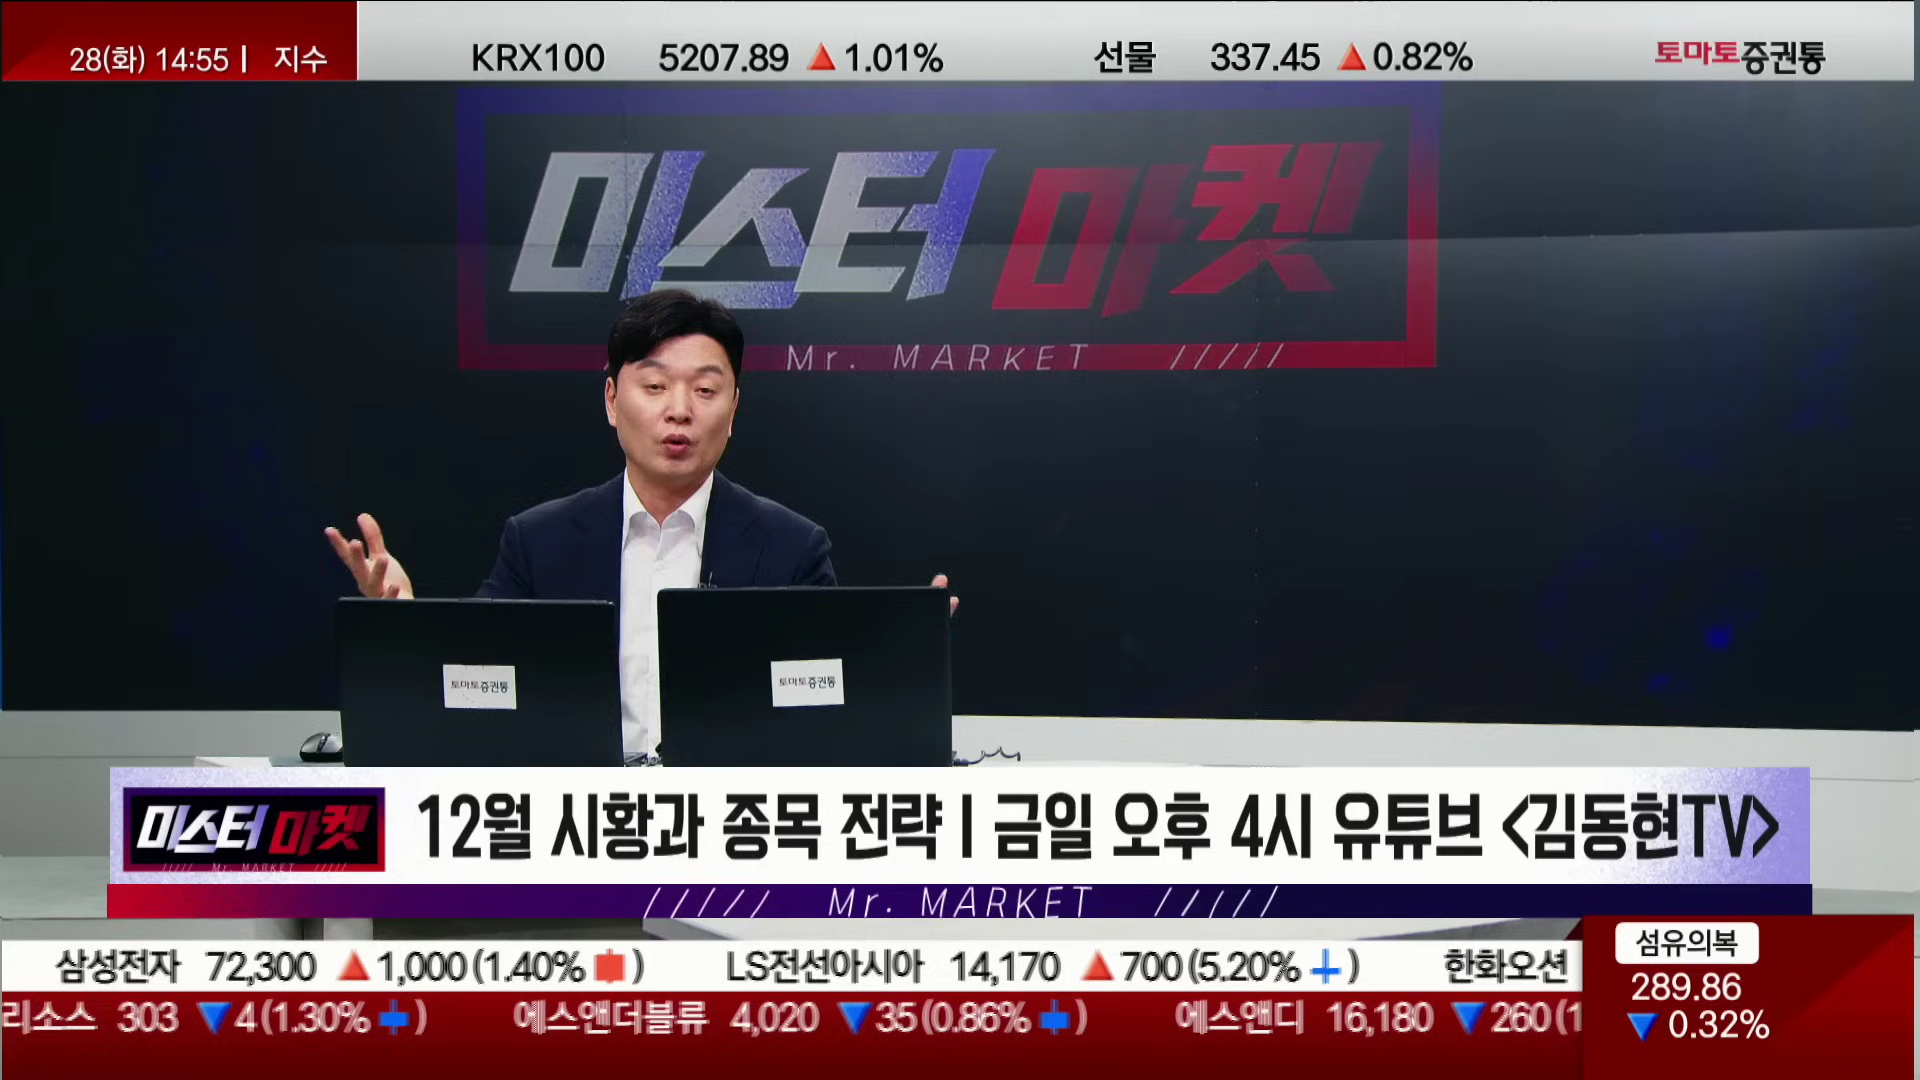 28(화) 14:55 | 지수 KRX100 5207.89 ▲ 1.01% 선물 337.45 ▲ 0.82% 토마토증권통
미스터 마켓
Mr. MARKET /////
토마토증권통 토마토증권통
미스터 마켓 12월 시황과 종목 전략 | 금일 오후 4시 유튜브 <김동현TV>
///// Mr. MARKET /////
///// Mr. MARKET /////
삼성전자 72,300 ▲ 1,000 (1.40% ) LS전선아시아 14,170 ▲ 700 (5.20% ) 한화오션
리소스 303 ▼ 4 (1.30% ) 에스앤더블류 4,020 ▼ 35 (0.86% ) 에스앤디 16,180 ▼ 260 (1
섬유의복
289.86
▼ 0.32%